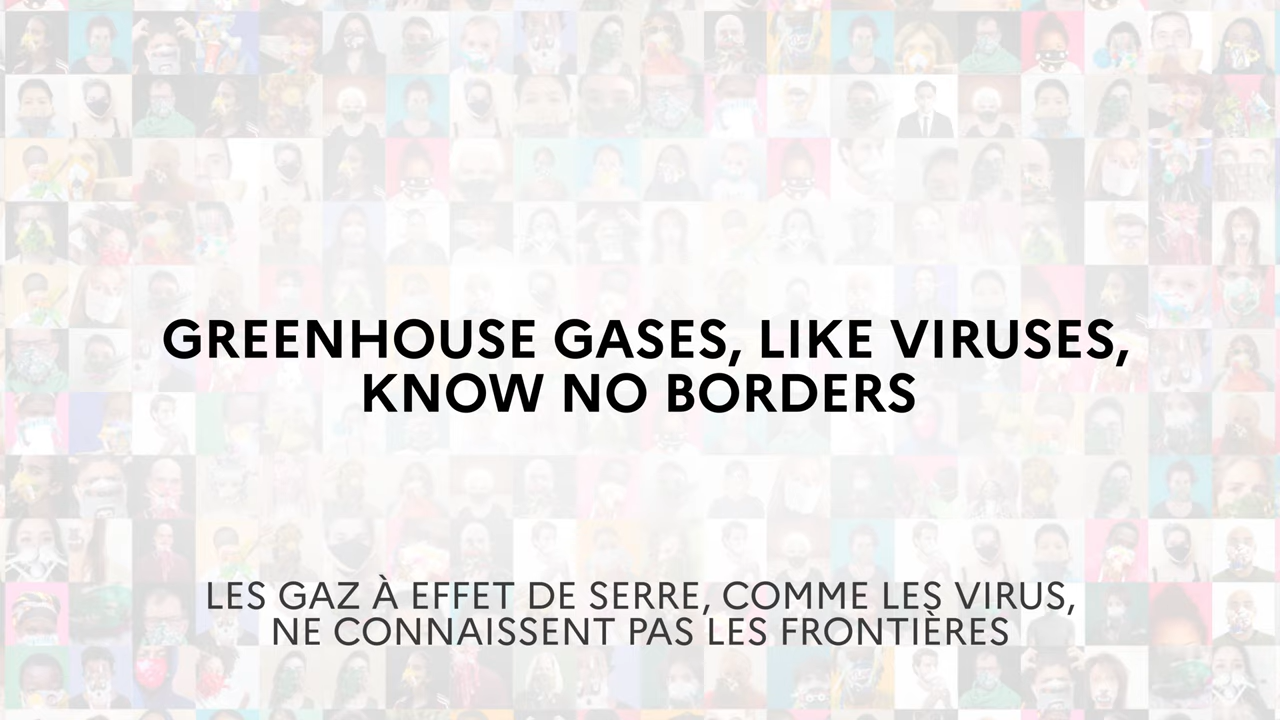 GREENHOUSE GASES, LIKE VIRUSES,
KNOW NO BORDERS
LES GAZ À EFFET DE SERRE, COMME LES VIRUS,
NE CONNAISSENT PAS LES FRONTIÈRES